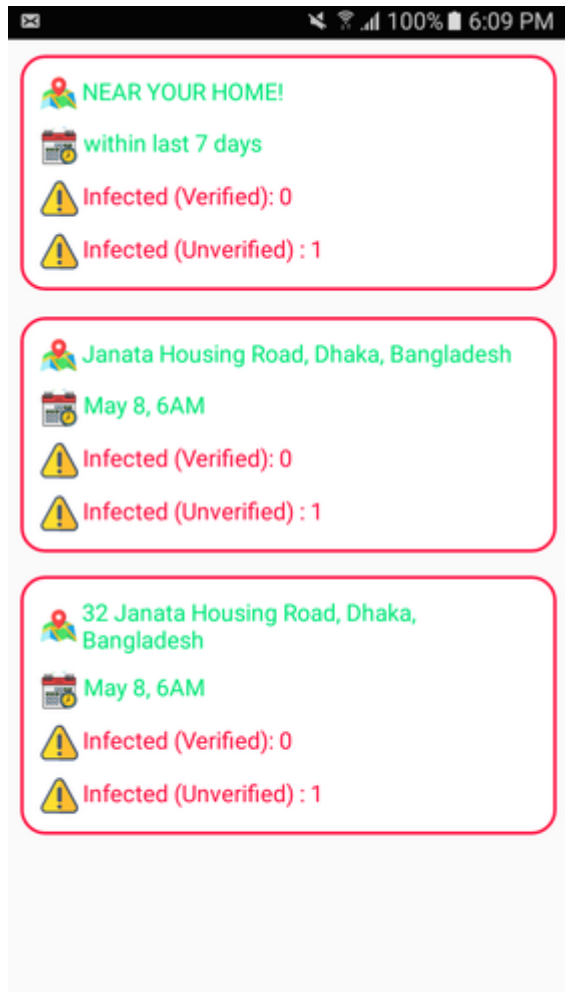 100% 6:09 PM
NEAR YOUR HOME!
within last 7 days
Infected (Verified): 0
Infected (Unverified) : 1
Janata Housing Road, Dhaka, Bangladesh
May 8, 6AM
Infected (Verified): 0
Infected (Unverified) : 1
32 Janata Housing Road, Dhaka,
Bangladesh
May 8, 6AM
Infected (Verified): 0
Infected (Unverified) : 1